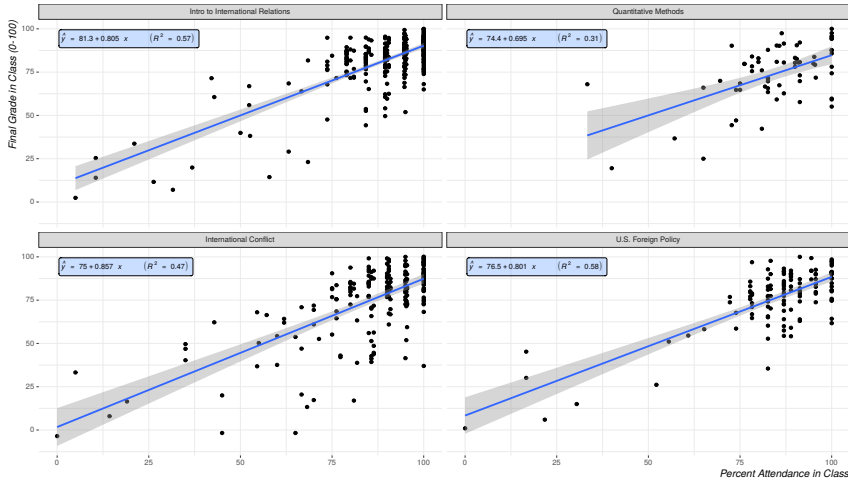 Intro to International Relations
Quantitative Methods
ŷ = 81.3 + 0.805 x (R² = 0.57)
ŷ = 74.4 + 0.695 x (R² = 0.31)
100
75
50
25
0
Final Grade in Class (0-100)
International Conflict
U.S. Foreign Policy
ŷ = 75 + 0.857 x (R² = 0.47)
ŷ = 76.5 + 0.801 x (R² = 0.58)
100
75
50
25
0
0 25 50 75 100
0 25 50 75 100
Percent Attendance in Class